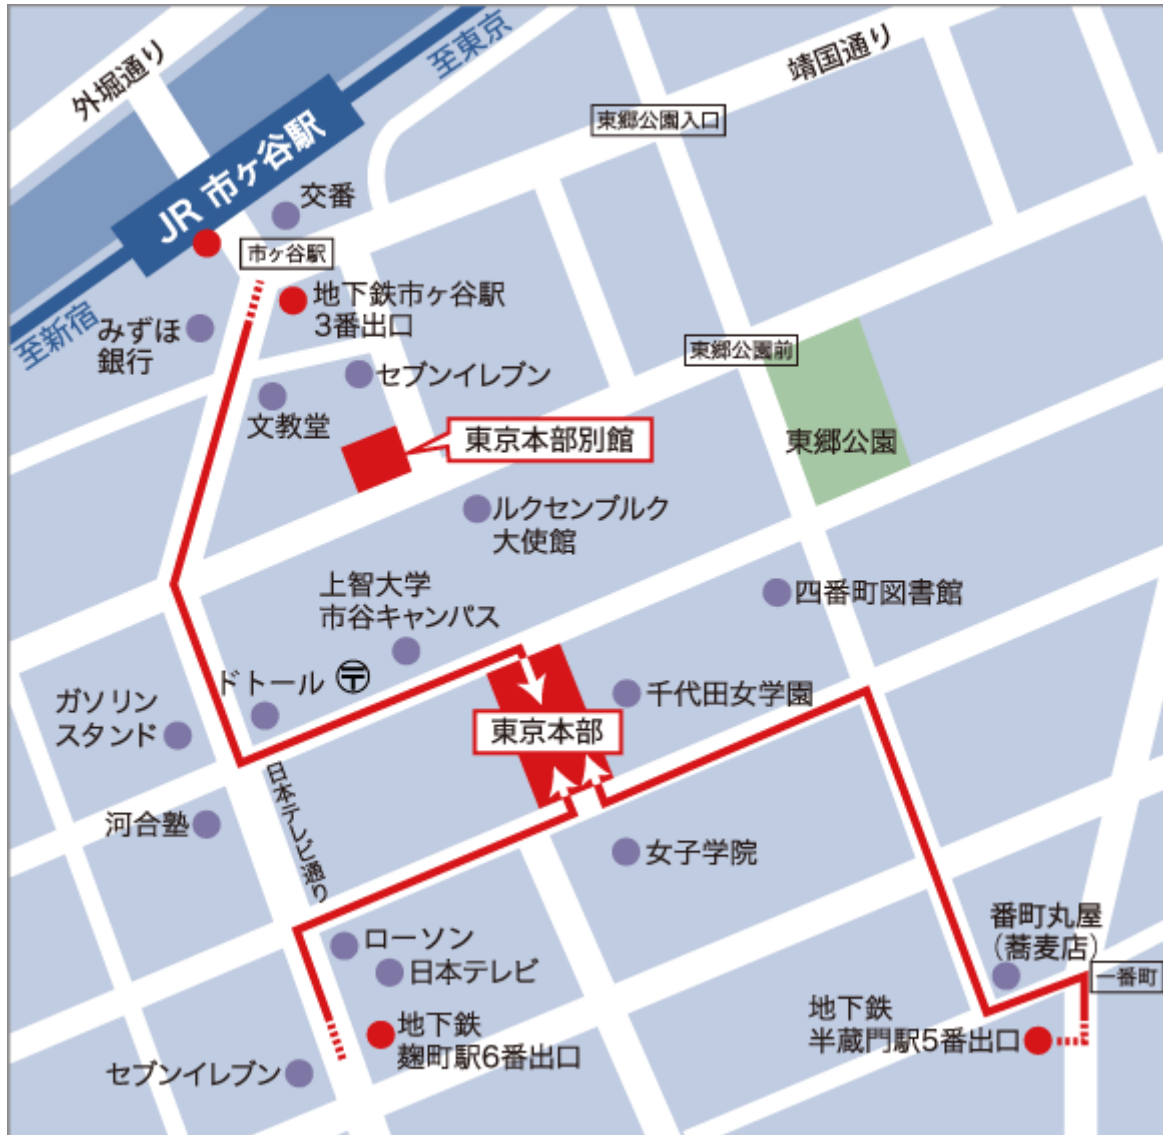 外堀通り
至東京
靖国通り
東郷公園入口
JR 市ヶ谷駅
交番
市ヶ谷駅
地下鉄市ヶ谷駅
3番出口
至新宿
みずほ
銀行
東郷公園前
セブンイレブン
文教堂
東京本部別館
東郷公園
ルクセンブルク
大使館
上智大学
市谷キャンパス
四番町図書館
ドトール 〒
ガソリン
スタンド
千代田女学園
東京本部
日本テレビ通り
河合塾
女子学院
番町丸屋
(蕎麦店)
ローソン
日本テレビ
一番町
地下鉄
半蔵門駅5番出口
地下鉄
麹町駅6番出口
セブンイレブン